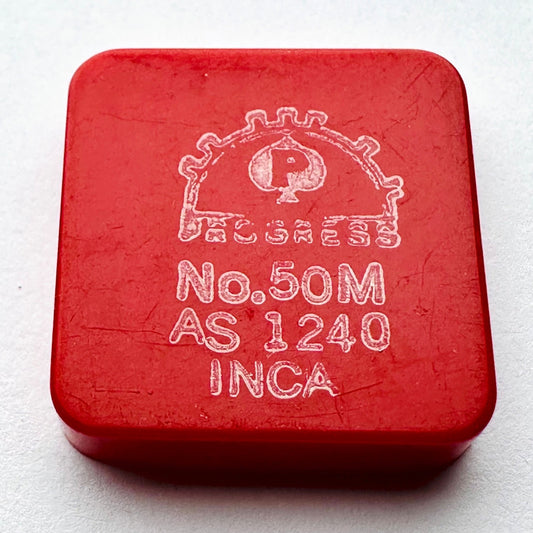 P
PROGRESS
No.50M
AS 1240
INCA